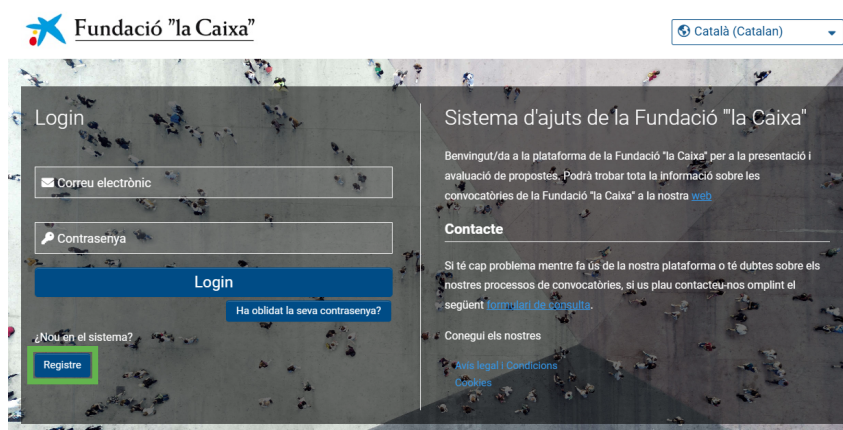 Fundació "la Caixa"
Català (Catalan)
Login
Correu electrònic
Contrasenya
Login
Ha oblidat la seva contrasenya?
¿Nou en el sistema?
Registre
Sistema d'ajuts de la Fundació '"la Caixa"
Benvingut/da a la plataforma de la Fundació "la Caixa" per a la presentació i
avaluació de propostes. Podrà trobar tota la informació sobre les
convocatòries de la Fundació "la Caixa" a la nostra web
Contacte
Si té cap problema mentre fa ús de la nostra plataforma o té dubtes sobre els
nostres processos de convocatòries, si us plau contacteu-nos omplint el
següent formulari de consulta.
Conegui els nostres
Avís legal i Condicions
Cookies